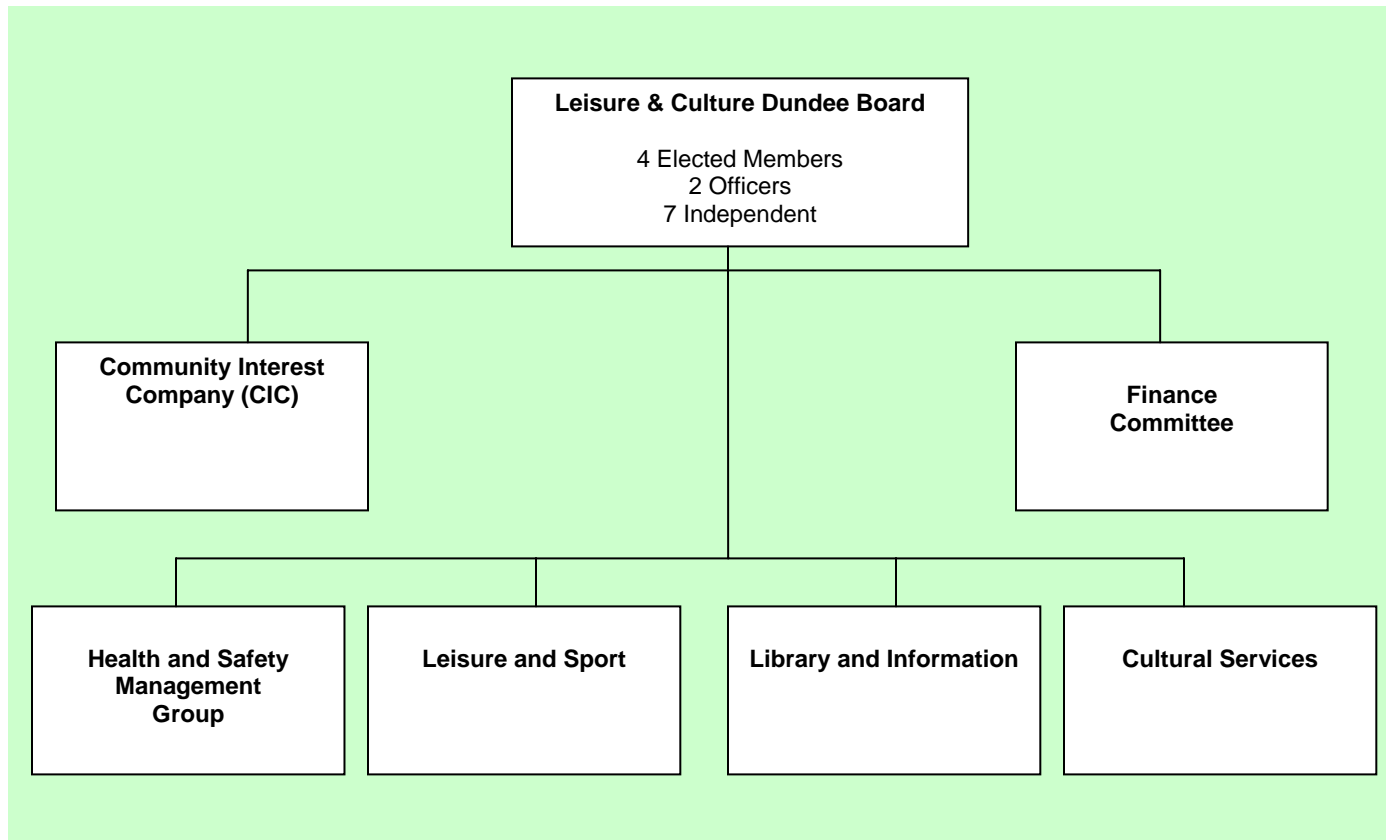 Leisure & Culture Dundee Board
4 Elected Members
2 Officers
7 Independent
Community Interest
Company (CIC)
Finance
Committee
Health and Safety
Management
Group
Leisure and Sport
Library and Information
Cultural Services